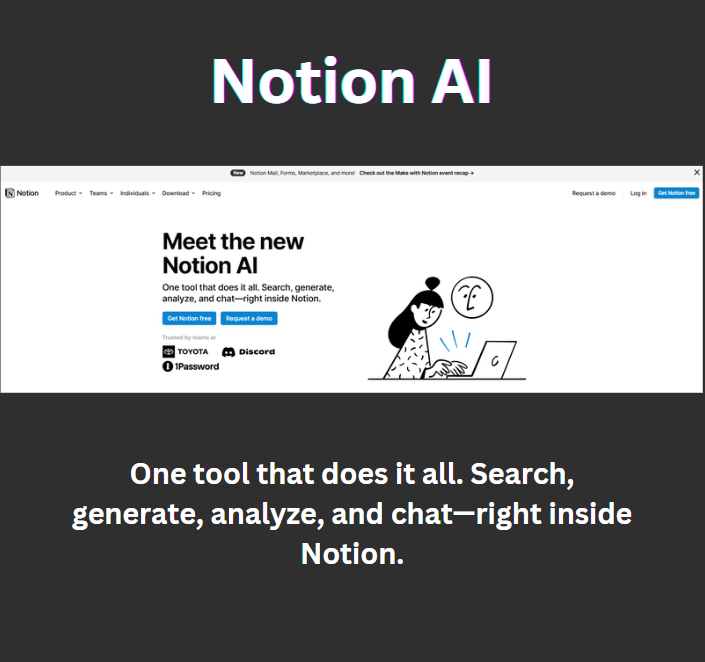 Notion AI
New Notion Mail, Forms, Marketplace, and more! Check out the Make with Notion event recap → ×
Notion Product Teams Individuals Download Pricing Request a demo Log in Get Notion free
Meet the new
Notion AI
One tool that does it all. Search, generate,
analyze, and chat—right inside Notion.
Get Notion free Request a demo
Trusted by teams at
TOYOTA Discord
1Password
One tool that does it all. Search,
generate, analyze, and chat—right inside
Notion.